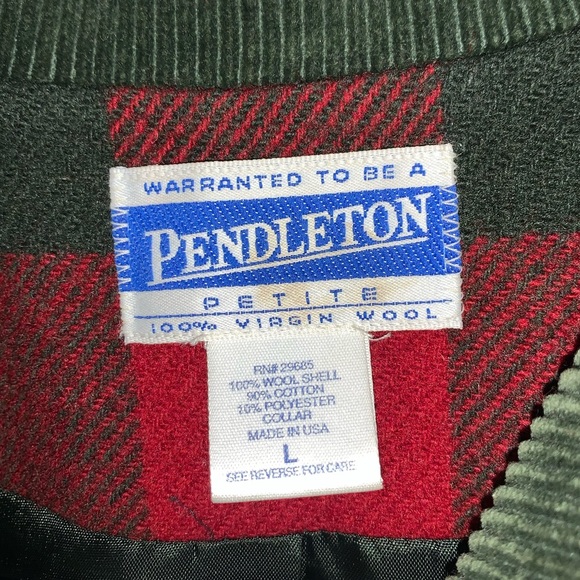 WARRANTED TO BE A
PENDLETON
PETITE
100% VIRGIN WOOL
RN# 29685
100% WOOL SHELL
90% COTTON
10% POLYESTER
COLLAR
MADE IN USA
L
SEE REVERSE FOR CARE